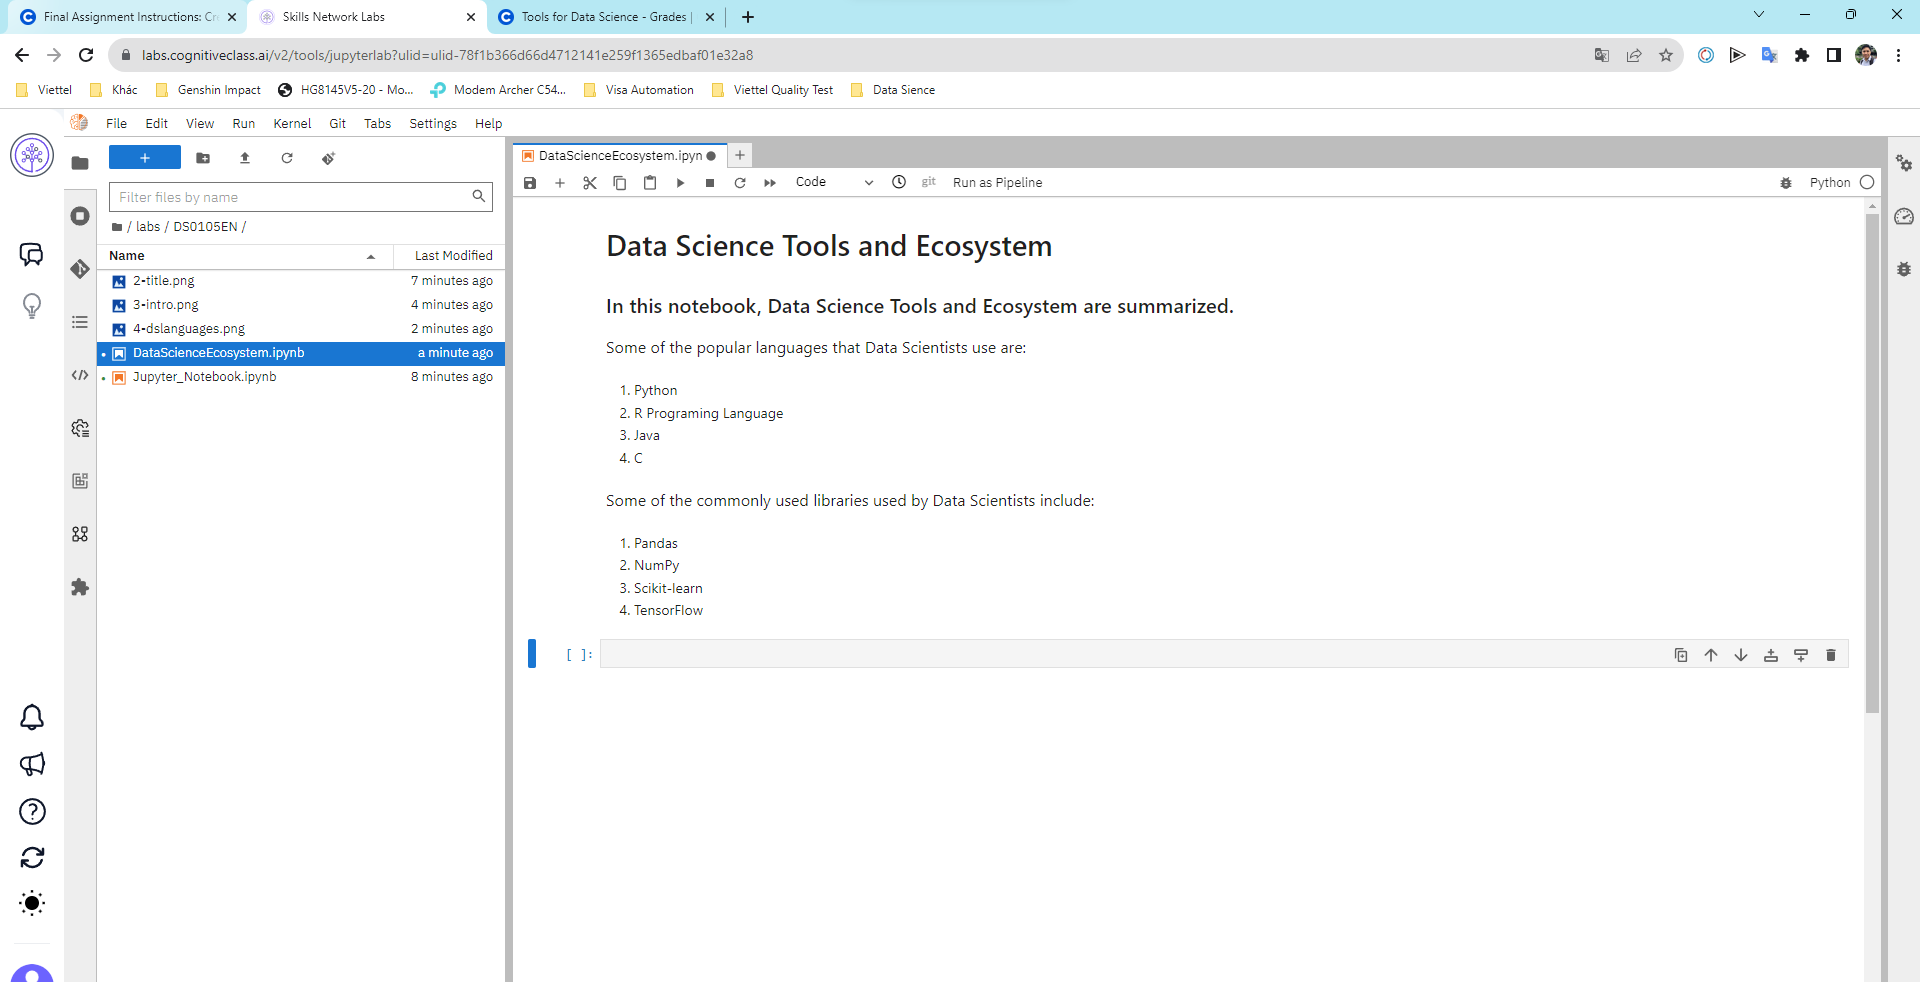 Final Assignment Instructions: Cr
Skills Network Labs
Tools for Data Science - Grades |
labs.cognitiveclass.ai/v2/tools/jupyterlab?ulid=ulid-78f1b366d66d4712141e259f1365edbaf01e32a8
Viettel
Khác
Genshin Impact
HG8145V5-20 - Mo...
Modem Archer C54...
Visa Automation
Viettel Quality Test
Data Sience
File Edit View Run Kernel Git Tabs Settings Help
Filter files by name
/ labs / DS0105EN /
Name Last Modified
2-title.png 7 minutes ago
3-intro.png 4 minutes ago
4-dslanguages.png 2 minutes ago
DataScienceEcosystem.ipynb a minute ago
Jupyter_Notebook.ipynb 8 minutes ago
DataScienceEcosystem.ipyn
Code git Run as Pipeline Python
Data Science Tools and Ecosystem
In this notebook, Data Science Tools and Ecosystem are summarized.
Some of the popular languages that Data Scientists use are:
1. Python
2. R Programing Language
3. Java
4. C
Some of the commonly used libraries used by Data Scientists include:
1. Pandas
2. NumPy
3. Scikit-learn
4. TensorFlow
[ ]: